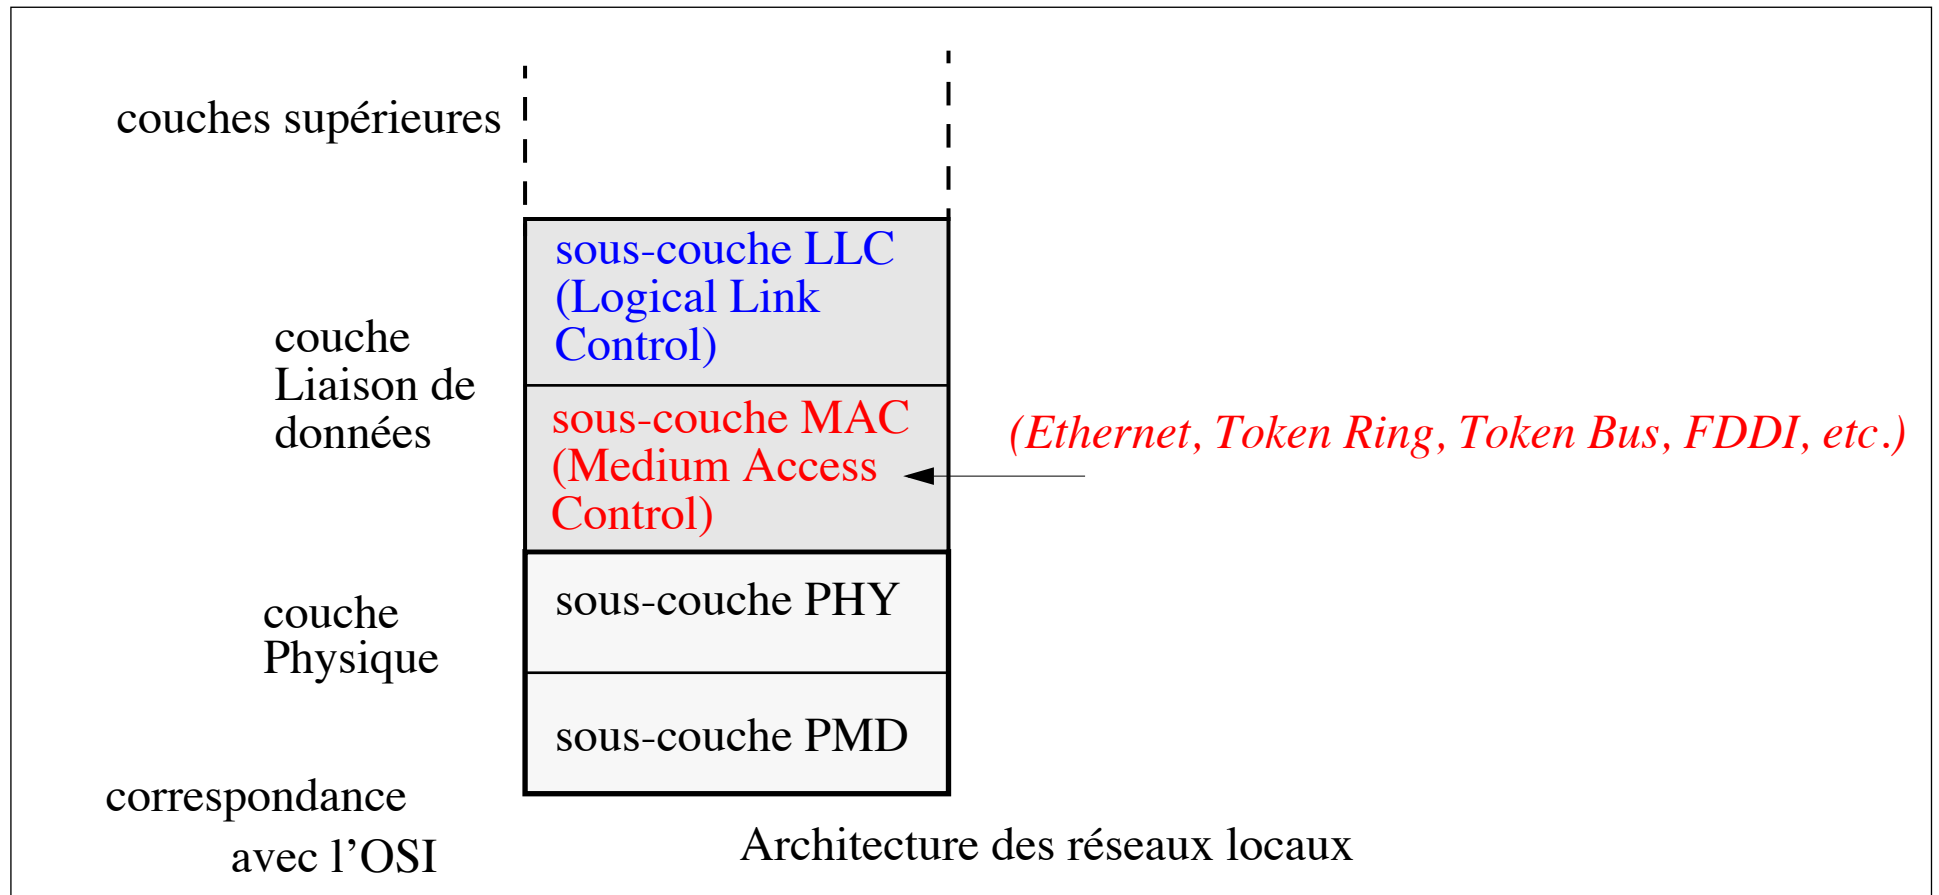 couches supérieures
sous-couche LLC
(Logical Link
Control)
couche
Liaison de
données
sous-couche MAC
(Medium Access
Control)
(Ethernet, Token Ring, Token Bus, FDDI, etc.)
couche
Physique
sous-couche PHY
sous-couche PMD
correspondance
avec l’OSI
Architecture des réseaux locaux